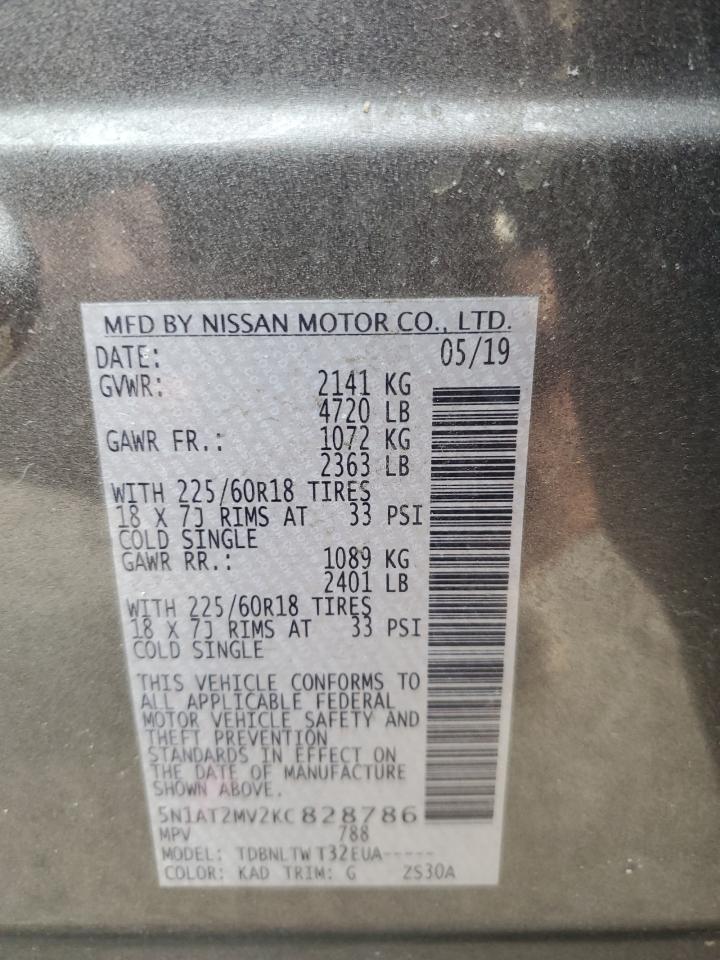 MFD BY NISSAN MOTOR CO., LTD.
DATE: 05/19
GVWR: 2141 KG
4720 LB
GAWR FR.: 1072 KG
2363 LB
WITH 225/60R18 TIRES
18 X 7J RIMS AT 33 PSI
COLD SINGLE
GAWR RR.: 1089 KG
2401 LB
WITH 225/60R18 TIRES
18 X 7J RIMS AT 33 PSI
COLD SINGLE
THIS VEHICLE CONFORMS TO
ALL APPLICABLE FEDERAL
MOTOR VEHICLE SAFETY AND
THEFT PREVENTION
STANDARDS IN EFFECT ON
THE DATE OF MANUFACTURE
SHOWN ABOVE.
5N1AT2MV2KC828786
MPV 788
MODEL: TDBNLTW T32EUA-----
COLOR: KAD TRIM: G ZS30A